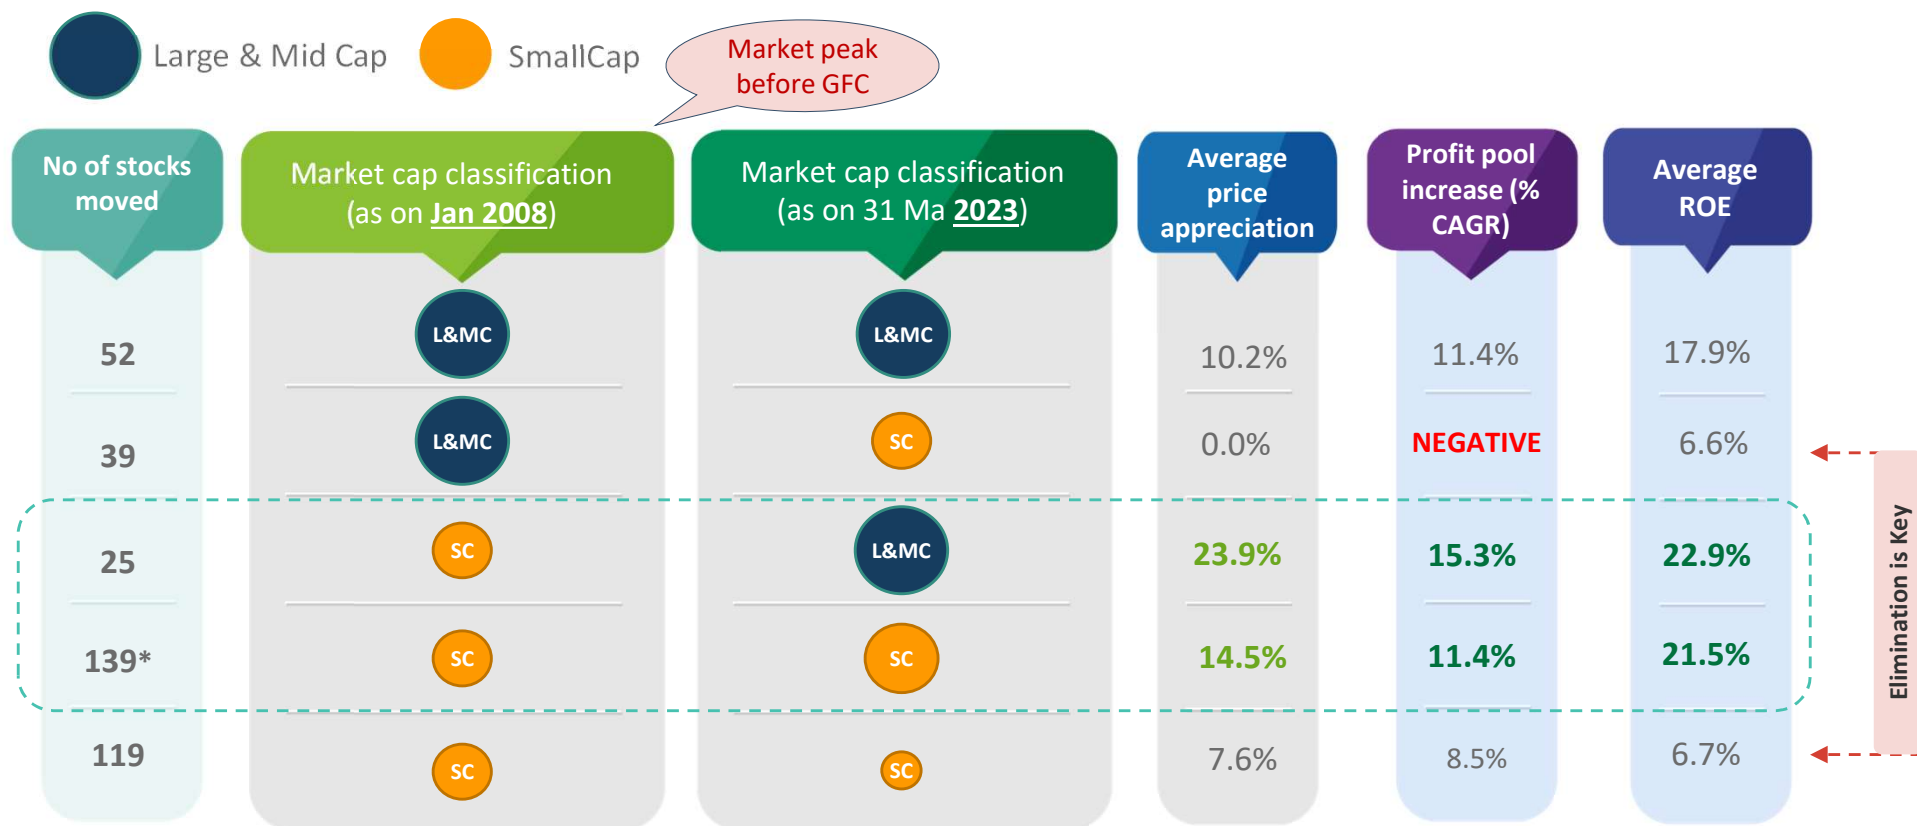 Large & Mid Cap
SmallCap
Market peak
before GFC
No of stocks
moved
Market cap classification
(as on Jan 2008)
Market cap classification
(as on 31 Ma 2023)
Average
price
appreciation
Profit pool
increase (%
CAGR)
Average
ROE
52
L&MC
L&MC
10.2%
11.4%
17.9%
39
L&MC
SC
0.0%
NEGATIVE
6.6%
25
SC
L&MC
23.9%
15.3%
22.9%
139*
SC
SC
14.5%
11.4%
21.5%
119
SC
SC
7.6%
8.5%
6.7%
Elimination is Key